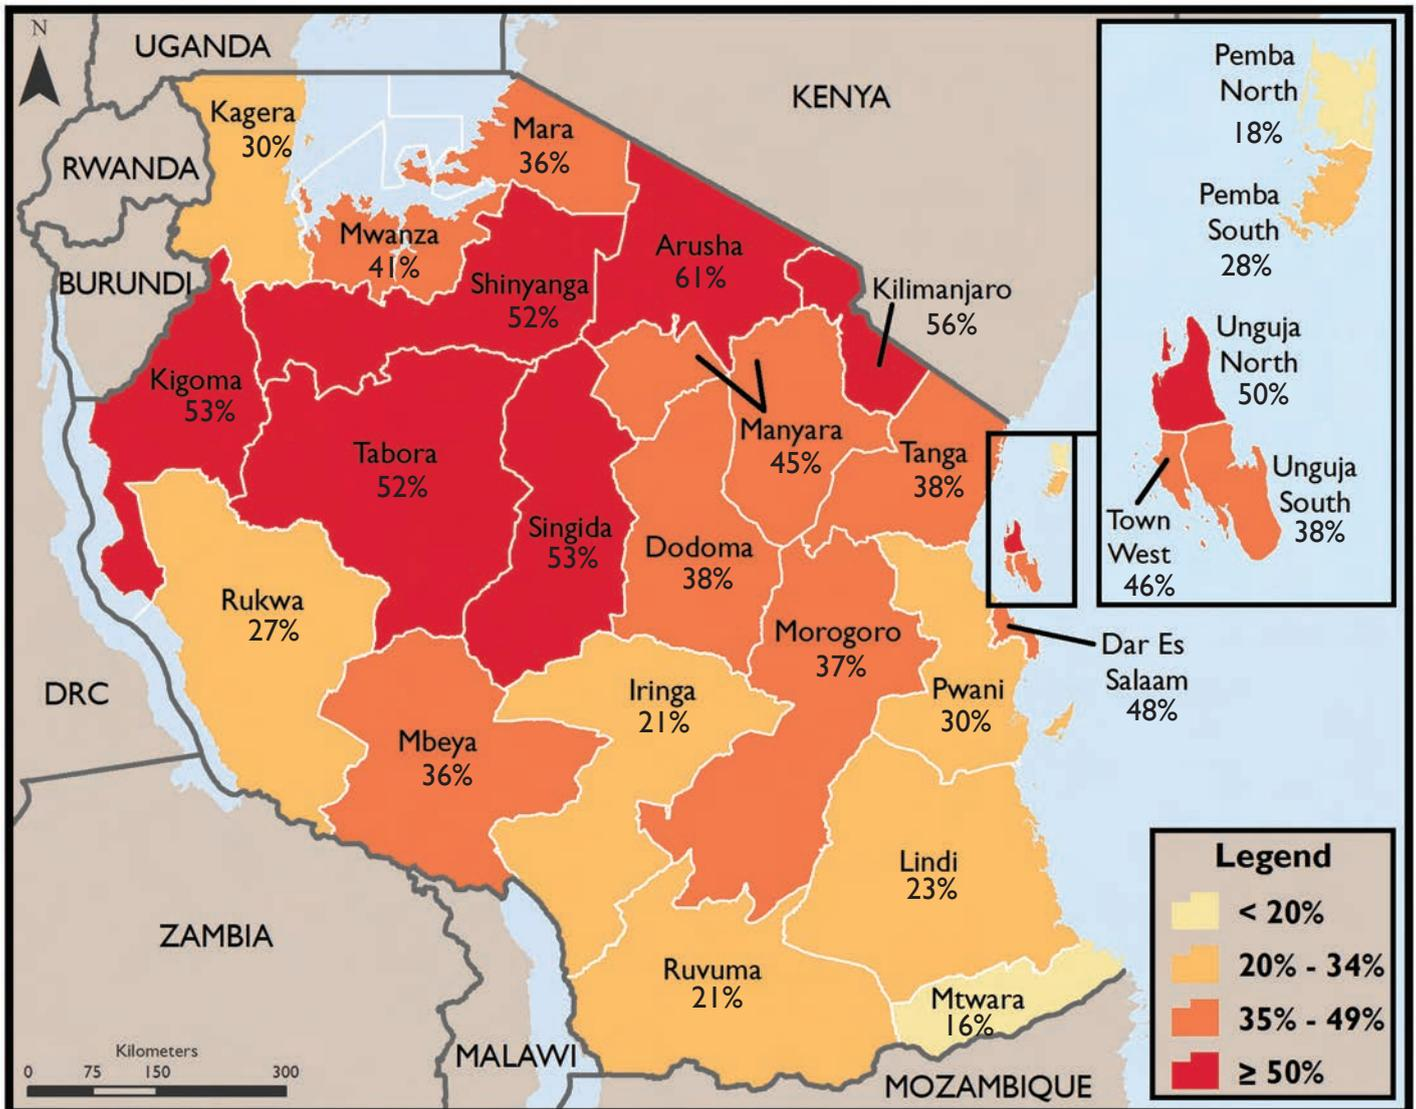 N
UGANDA
KENYA
RWANDA
BURUNDI
DRC
ZAMBIA
MALAWI
MOZAMBIQUE
Kagera
30%
Mara
36%
Mwanza
41%
Shinyanga
52%
Arusha
61%
Kilimanjaro
56%
Kigoma
53%
Tabora
52%
Singida
53%
Manyara
45%
Tanga
38%
Dodoma
38%
Rukwa
27%
Morogoro
37%
Dar Es
Salaam
48%
Iringa
21%
Pwani
30%
Mbeya
36%
Lindi
23%
Ruvuma
21%
Mtwara
16%
Pemba
North
18%
Pemba
South
28%
Unguja
North
50%
Unguja
South
38%
Town
West
46%
Legend
< 20%
20% - 34%
35% - 49%
≥ 50%
Kilometers
0 75 150 300